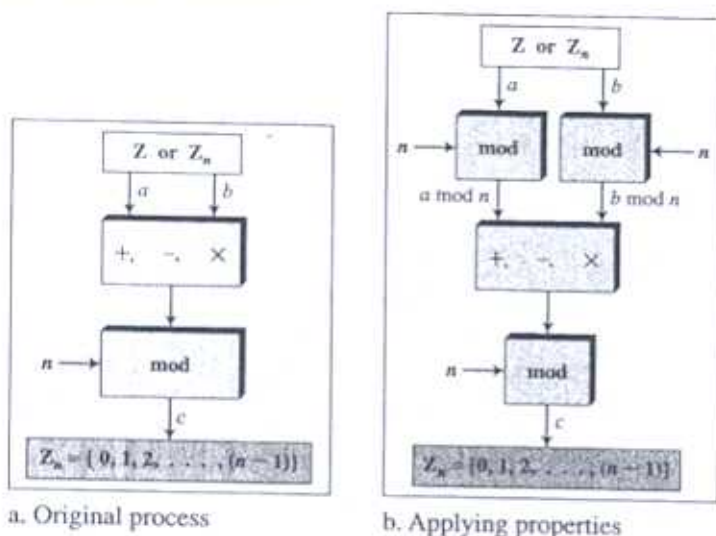 Z or Zn
a b
+, −, ×
n
mod
c
Zn = { 0, 1, 2, . . . . , (n − 1)}
a. Original process
Z or Zn
a b
n mod mod n
a mod n b mod n
+, −, ×
n
mod
c
Zn = {0, 1, 2, . . . , (n − 1)}
b. Applying properties